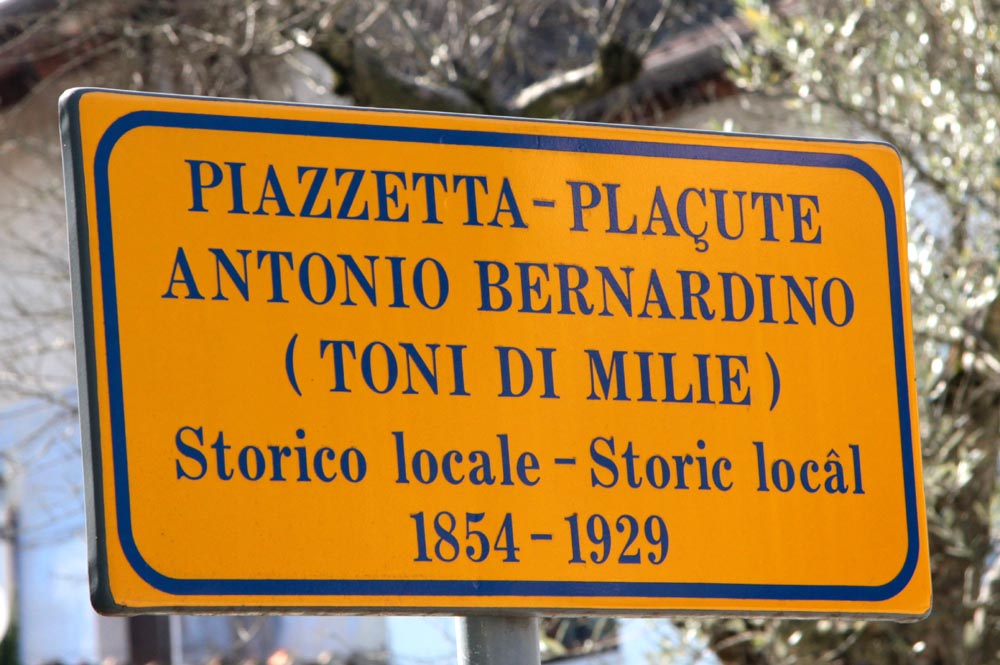 PIAZZETTA-PLAÇUTE
ANTONIO BERNARDINO
(TONI DI MILIE)
Storico locale - Storic locâl
1854-1929